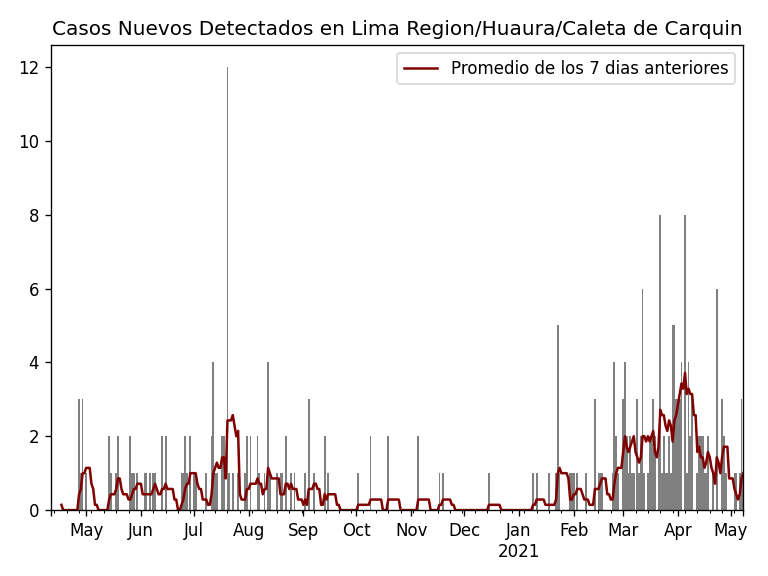 Casos Nuevos Detectados en Lima Region/Huaura/Caleta de Carquin
Promedio de los 7 dias anteriores
12
10
8
6
4
2
0
May Jun Jul Aug Sep Oct Nov Dec Jan Feb Mar Apr May
2021